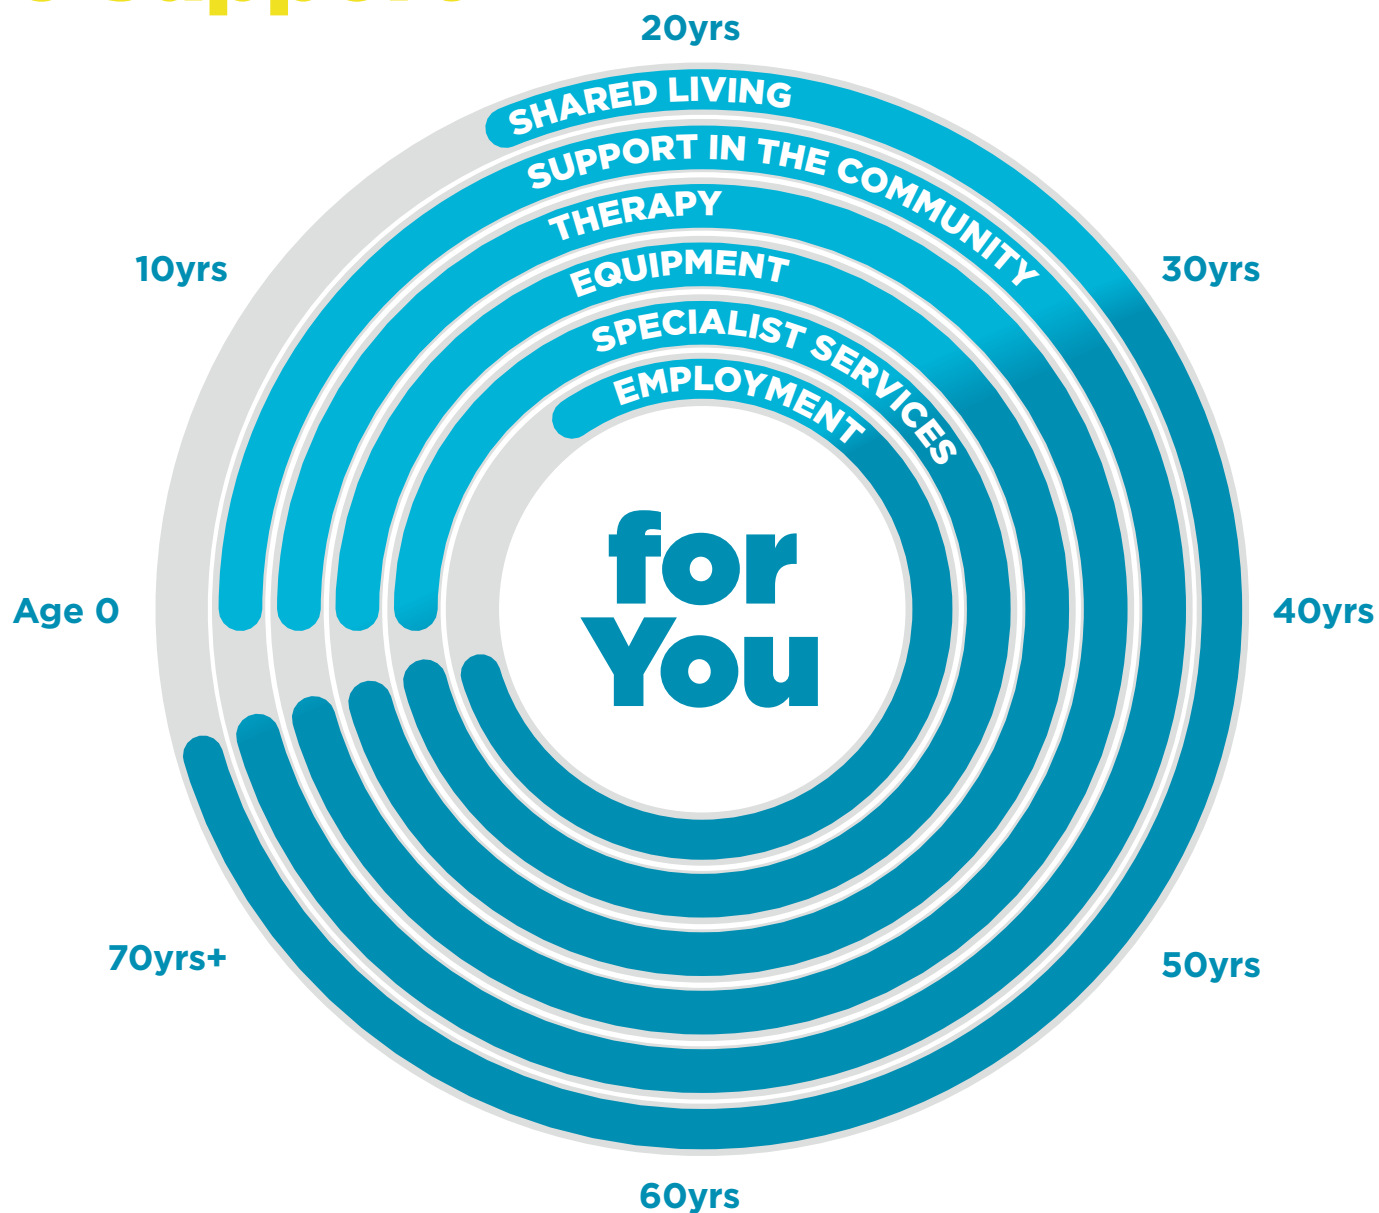 support
20yrs
SHARED LIVING
SUPPORT IN THE COMMUNITY
THERAPY
10yrs
30yrs
EQUIPMENT
SPECIALIST SERVICES
EMPLOYMENT
for
You
Age 0
40yrs
70yrs+
50yrs
60yrs